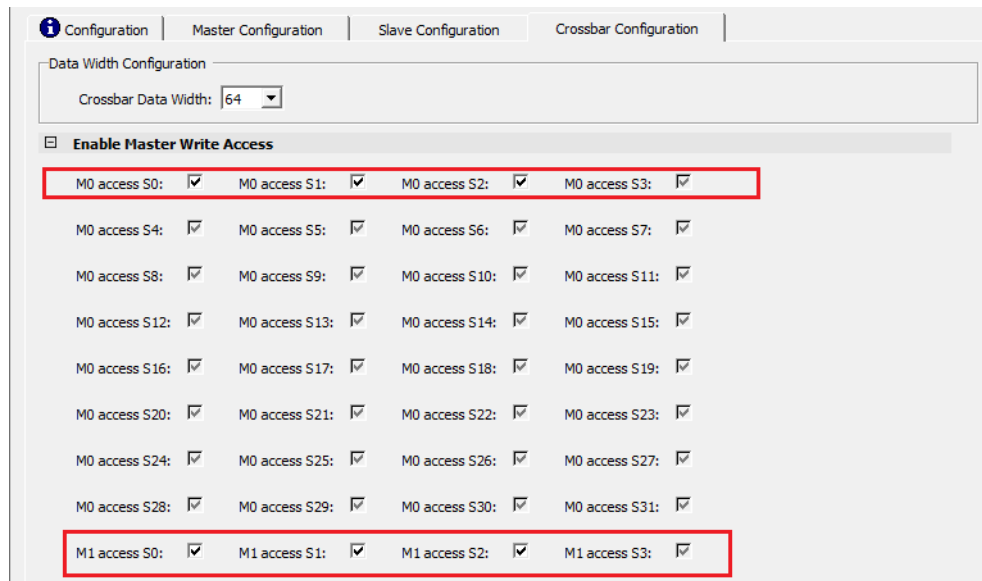 Configuration Master Configuration Slave Configuration Crossbar Configuration
Data Width Configuration
Crossbar Data Width: 64
Enable Master Write Access
M0 access S0: M0 access S1: M0 access S2: M0 access S3:
M0 access S4: M0 access S5: M0 access S6: M0 access S7:
M0 access S8: M0 access S9: M0 access S10: M0 access S11:
M0 access S12: M0 access S13: M0 access S14: M0 access S15:
M0 access S16: M0 access S17: M0 access S18: M0 access S19:
M0 access S20: M0 access S21: M0 access S22: M0 access S23:
M0 access S24: M0 access S25: M0 access S26: M0 access S27:
M0 access S28: M0 access S29: M0 access S30: M0 access S31:
M1 access S0: M1 access S1: M1 access S2: M1 access S3: